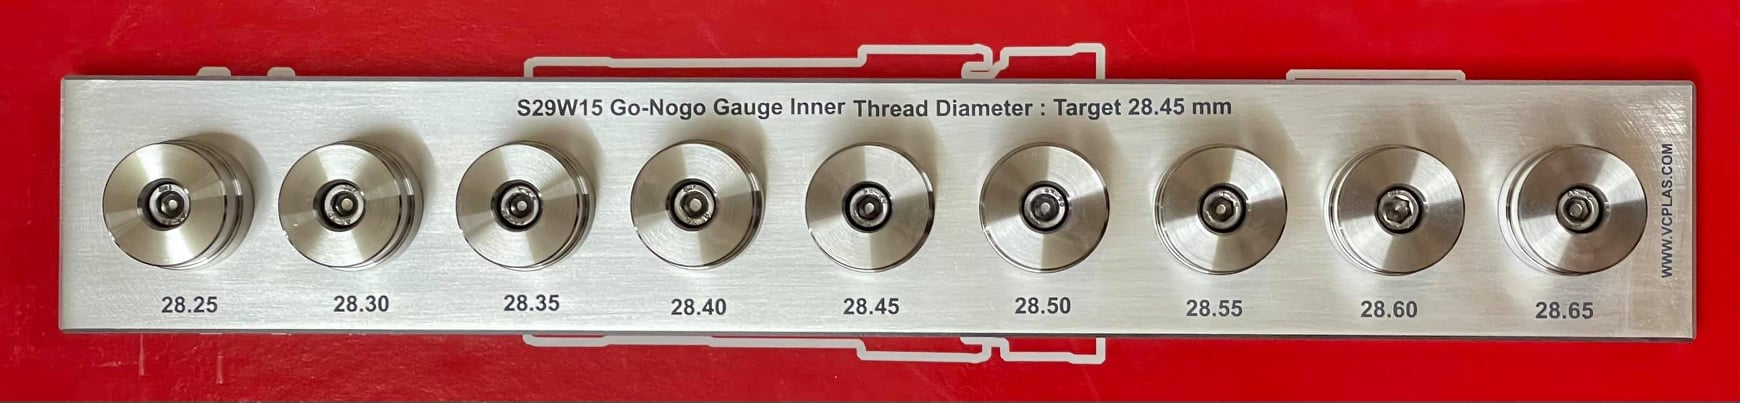 S29W15 Go-Nogo Gauge Inner Thread Diameter : Target 28.45 mm
28.25 28.30 28.35 28.40 28.45 28.50 28.55 28.60 28.65
WWW.VCPLAS.COM